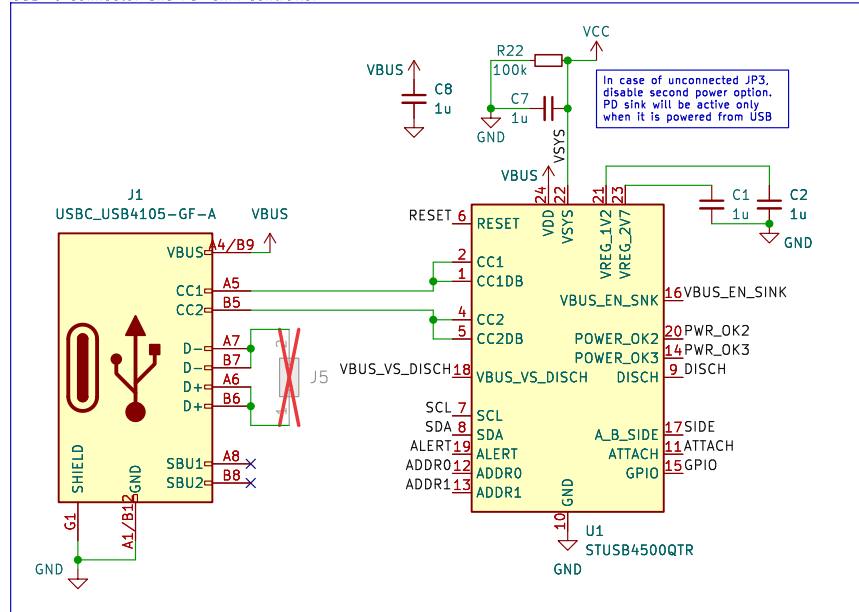 VCC
R22
100k
VBUS
C8
1u
C7
1u
GND
In case of unconnected JP3,
disable second power option.
PD sink will be active only
when it is powered from USB
VSYS
VBUS
24
22
21
23
C1
1u
C2
1u
GND
J1
USBC_USB4105-GF-A
VBUS
VBUS
A4/B9
CC1
A5
CC2
B5
D-
A7
D-
B7
D+
A6
D+
B6
J5
SBU1
A8
SBU2
B8
SHIELD
GND
G1
A1/B12
GND
RESET
6
RESET
VDD
VSYS
VREG_1V2
VREG_2V7
2
CC1
1
CC1DB
4
CC2
5
CC2DB
VBUS_VS_DISCH
18
VBUS_VS_DISCH
SCL
7
SCL
SDA
8
SDA
ALERT
19
ALERT
ADDR0
12
ADDR0
ADDR1
13
ADDR1
VBUS_EN_SNK
16
VBUS_EN_SINK
POWER_OK2
20
PWR_OK2
POWER_OK3
14
PWR_OK3
DISCH
9
DISCH
A_B_SIDE
17
SIDE
ATTACH
11
ATTACH
GPIO
15
GPIO
GND
10
U1
STUSB4500QTR
GND